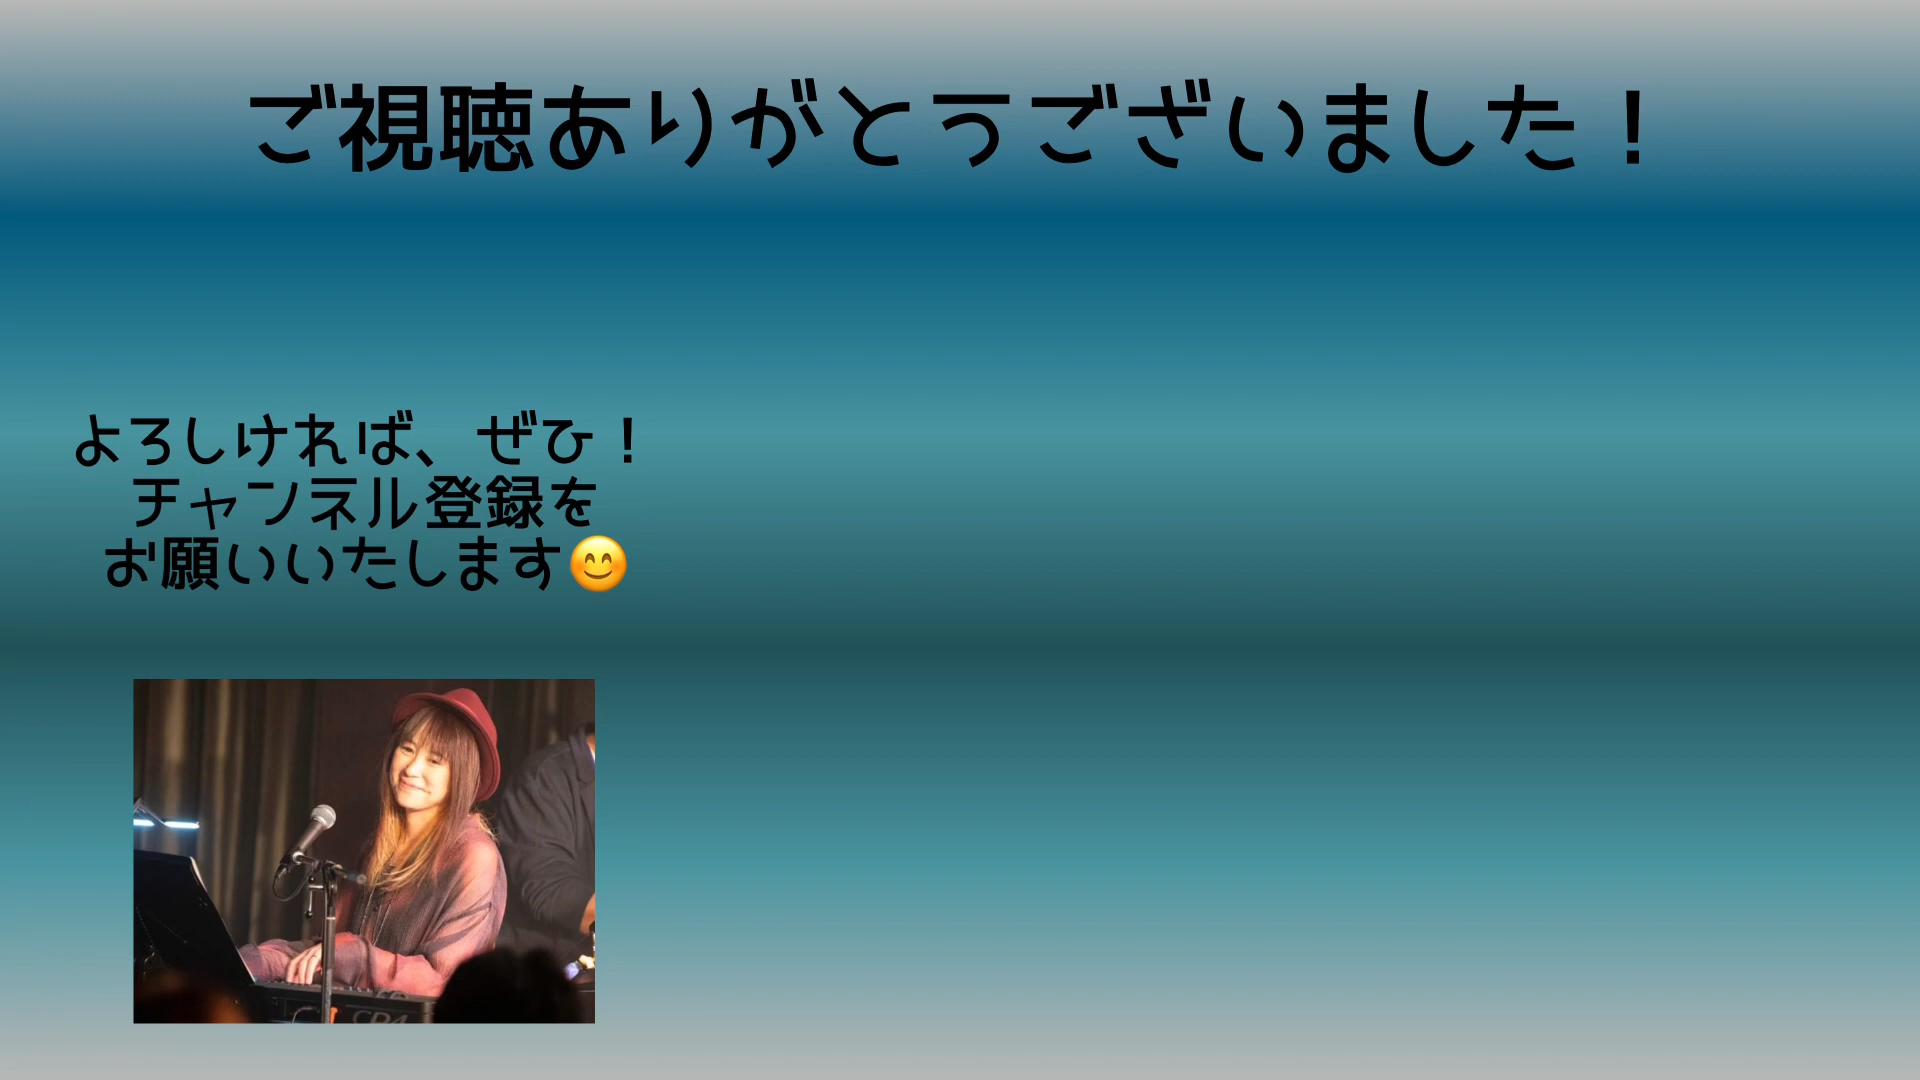 ご視聴ありがとうございました！
よろしければ、ぜひ！
チャンネル登録を
お願いいたします😊
CP4